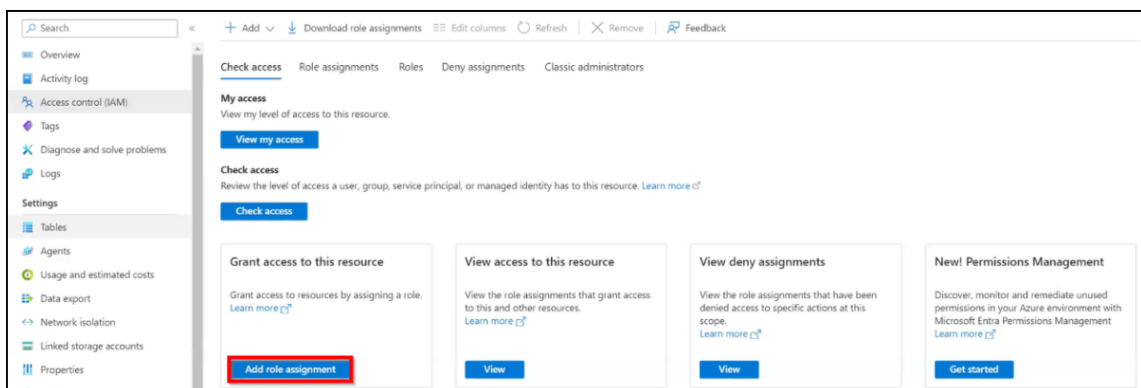 Search
«
Add
Download role assignments
Edit columns
Refresh
Remove
Feedback
Overview
Activity log
Access control (IAM)
Tags
Diagnose and solve problems
Logs
Settings
Tables
Agents
Usage and estimated costs
Data export
Network isolation
Linked storage accounts
Properties
Check access
Role assignments
Roles
Deny assignments
Classic administrators
My access
View my level of access to this resource.
View my access
Check access
Review the level of access a user, group, service principal, or managed identity has to this resource. Learn more
Check access
Grant access to this resource
Grant access to resources by assigning a role.
Learn more
Add role assignment
View access to this resource
View the role assignments that grant access
to this and other resources.
Learn more
View
View deny assignments
View the role assignments that have been
denied access to specific actions at this
scope.
Learn more
View
New! Permissions Management
Discover, monitor and remediate unused
permissions in your Azure environment with
Microsoft Entra Permissions Management
Learn more
Get started